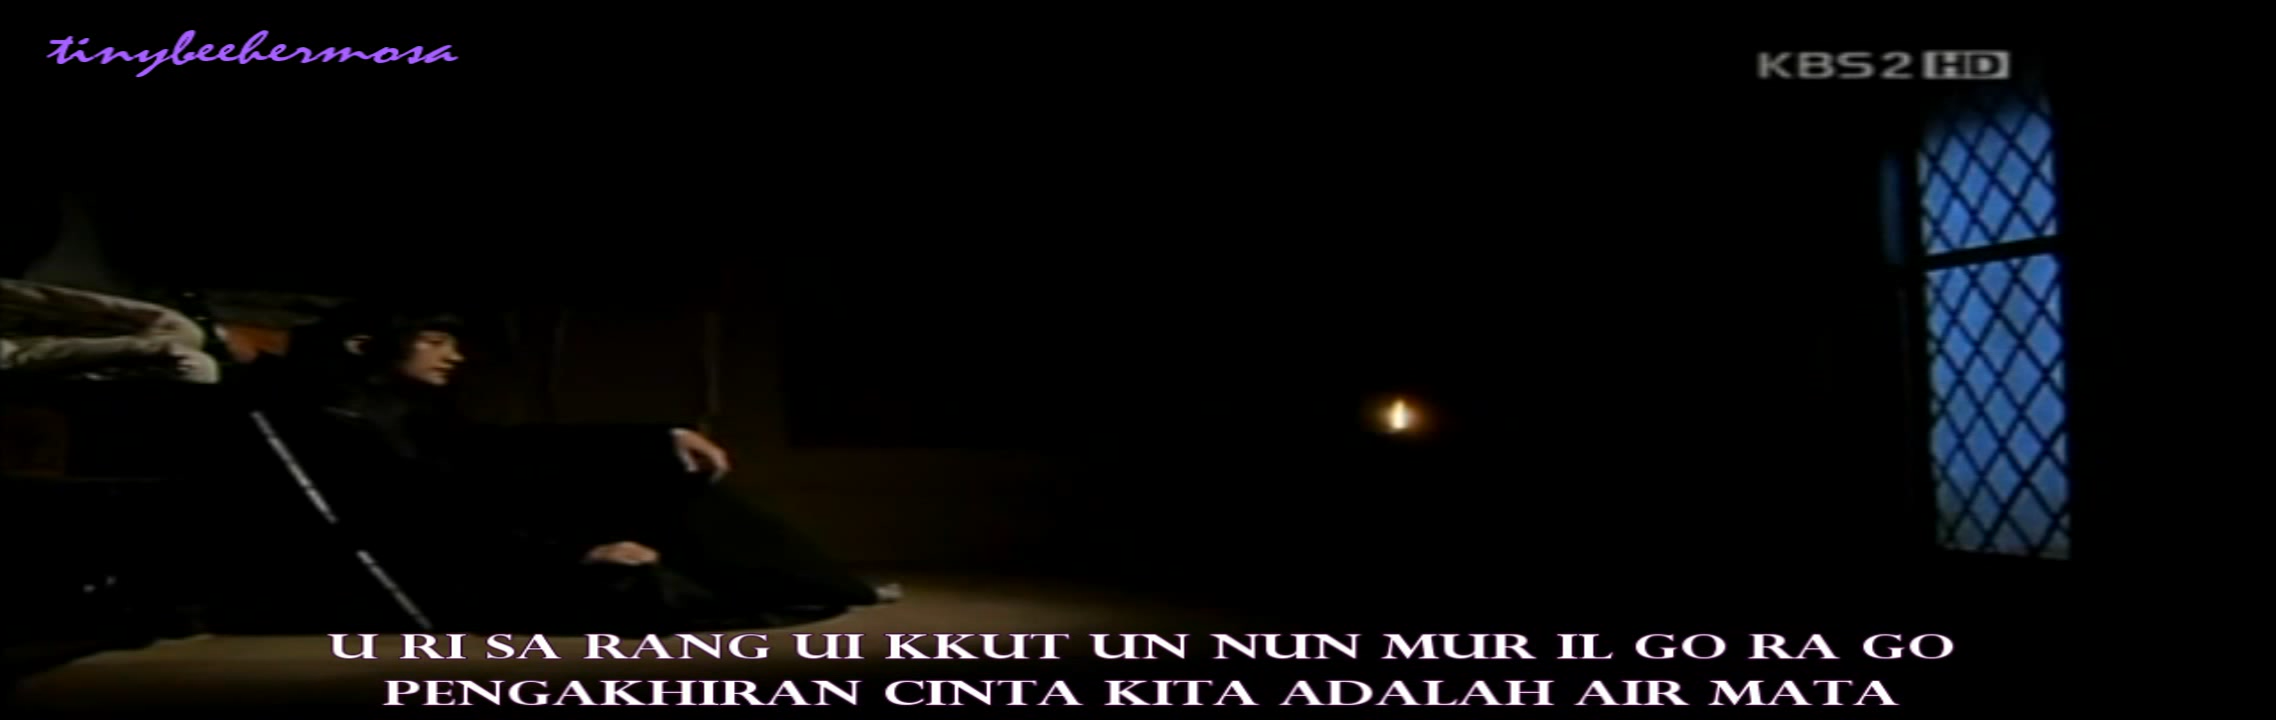 tinybeehermosa
KBS2 HD
U RI SA RANG UI KKUT UN NUN MUR IL GO RA GO
PENGAKHIRAN CINTA KITA ADALAH AIR MATA